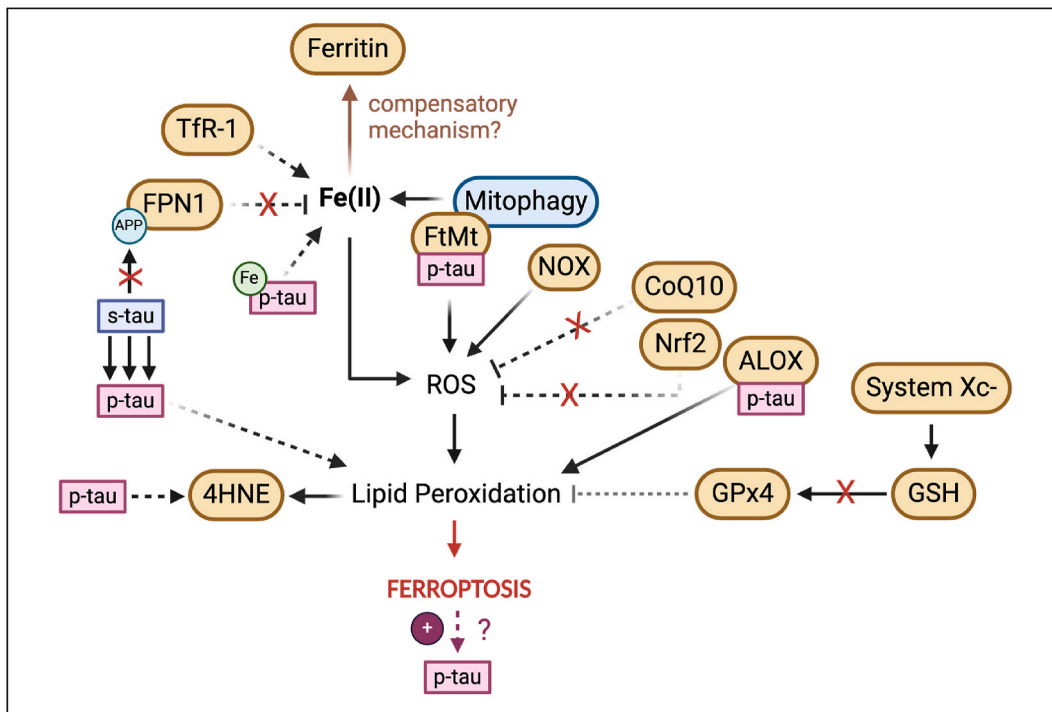 Ferritin
compensatory
mechanism?
TfR-1
FPN1
APP
X
Fe(II)
Mitophagy
FtMt
p-tau
NOX
CoQ10
X
Fe
p-tau
X
s-tau
Nrf2
ALOX
p-tau
System Xc-
ROS
X
p-tau
p-tau
4HNE
Lipid Peroxidation
GPx4
X
GSH
FERROPTOSIS
+
?
p-tau